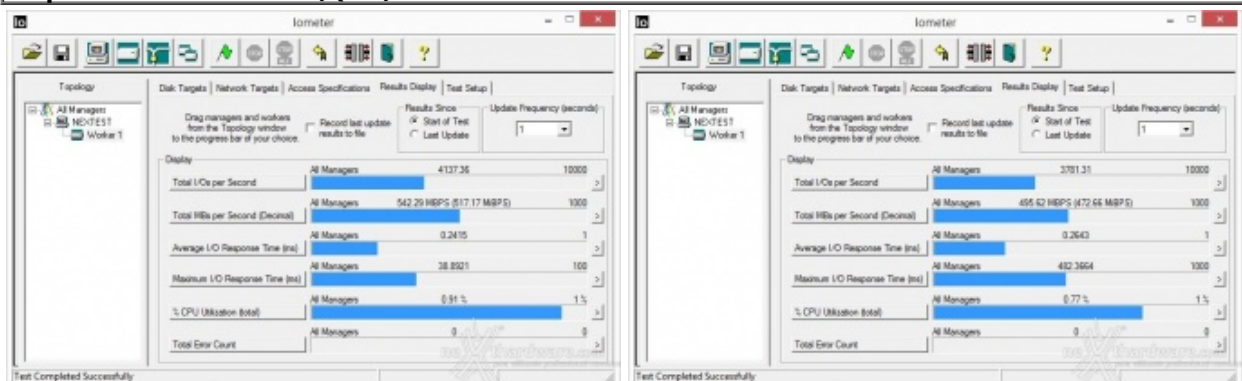 Iometer
Topology
All Managers
NEXTEST
Worker 1
Disk Targets
Network Targets
Access Specifications
Results Display
Test Setup
Drag managers and workers
from the Topology window
to the progress bar of your choice.
Record last update
results to file
Results Since
Start of Test
Last Update
Update Frequency (seconds)
1
Display
All Managers 4137.36 10000
Total I/Os per Second
All Managers 542.29 MBPS (517.17 MiBPS) 1000
Total MBs per Second (Decimal)
All Managers 0.2415 1
Average I/O Response Time (ms)
All Managers 38.8921 100
Maximum I/O Response Time (ms)
All Managers 0.91 % 1 %
% CPU Utilization (total)
All Managers 0 0
Total Error Count
Test Completed Successfully
Iometer
Topology
All Managers
NEXTEST
Worker 1
Disk Targets
Network Targets
Access Specifications
Results Display
Test Setup
Drag managers and workers
from the Topology window
to the progress bar of your choice.
Record last update
results to file
Results Since
Start of Test
Last Update
Update Frequency (seconds)
1
Display
All Managers 3781.31 10000
Total I/Os per Second
All Managers 495.62 MBPS (472.66 MiBPS) 1000
Total MBs per Second (Decimal)
All Managers 0.2643 1
Average I/O Response Time (ms)
All Managers 482.3664 1000
Maximum I/O Response Time (ms)
All Managers 0.77 % 1 %
% CPU Utilization (total)
All Managers 0 0
Total Error Count
Test Completed Successfully